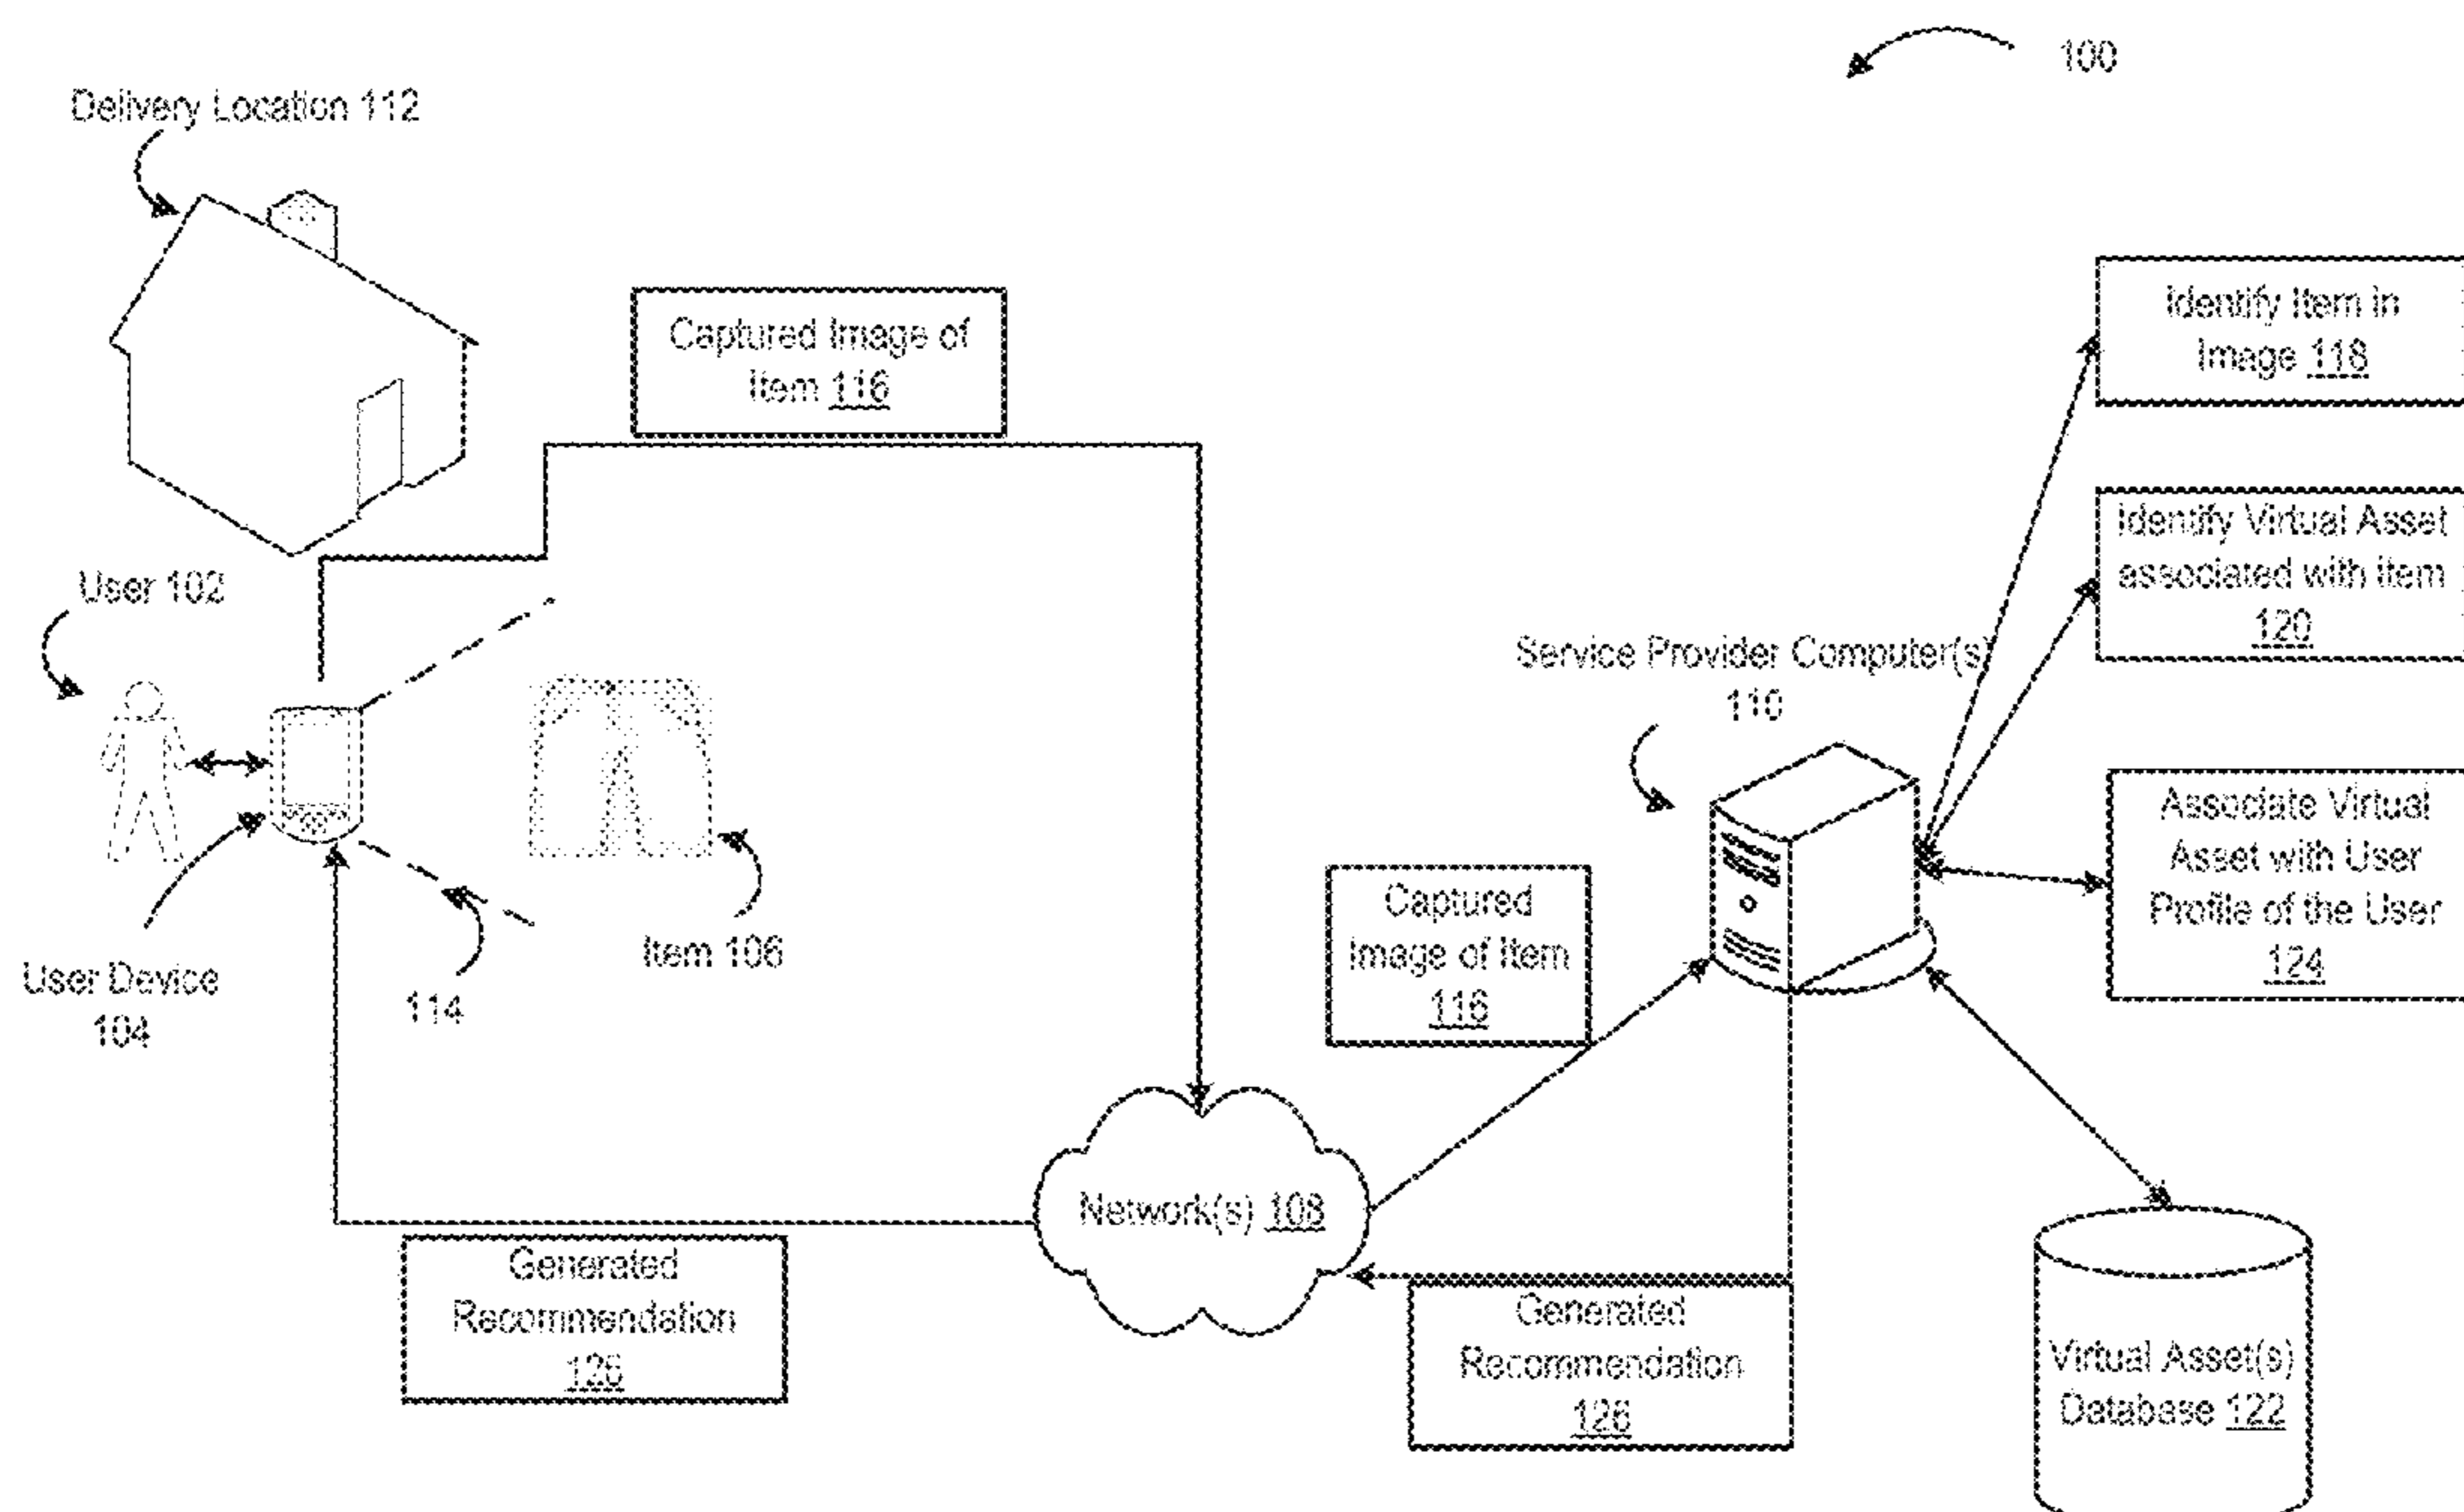 100
Delivery Location 112
Captured Image of
Item 116
Identify Item in
Image 118
Identify Virtual Asset
associated with Item
120
User 102
Service Provider Computer(s)
110
Associate Virtual
Asset with User
Profile of the User
124
Captured
Image of Item
116
Item 106
User Device
104
114
Network(s) 108
Generated
Recommendation
126
Generated
Recommendation
126
Virtual Asset(s)
Database 122